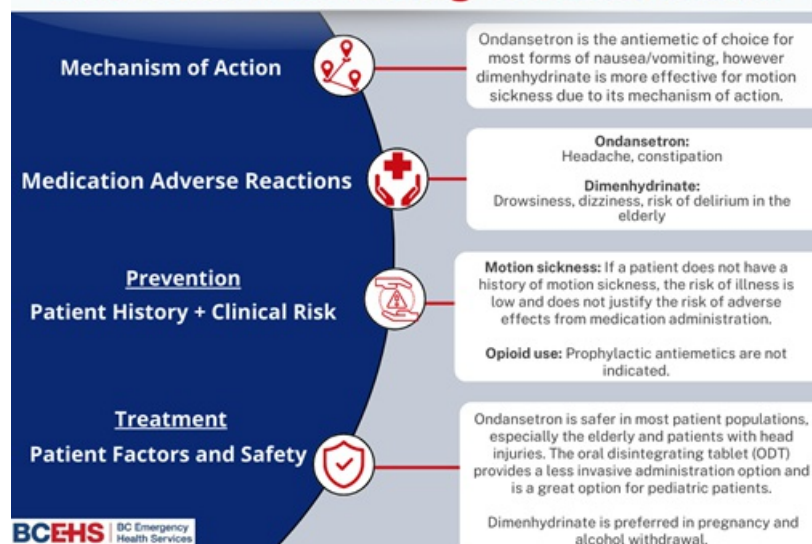 Mechanism of Action
Ondansetron is the antiemetic of choice for
most forms of nausea/vomiting, however
dimenhydrinate is more effective for motion
sickness due to its mechanism of action.
Medication Adverse Reactions
Ondansetron:
Headache, constipation
Dimenhydrinate:
Drowsiness, dizziness, risk of delirium in the
elderly
Prevention
Patient History + Clinical Risk
Motion sickness: If a patient does not have a
history of motion sickness, the risk of illness is
low and does not justify the risk of adverse
effects from medication administration.
Opioid use: Prophylactic antiemetics are not
indicated.
Treatment
Patient Factors and Safety
Ondansetron is safer in most patient populations,
especially the elderly and patients with head
injuries. The oral disintegrating tablet (ODT)
provides a less invasive administration option and
is a great option for pediatric patients.
Dimenhydrinate is preferred in pregnancy and
alcohol withdrawal.
BCEHS
BC Emergency
Health Services